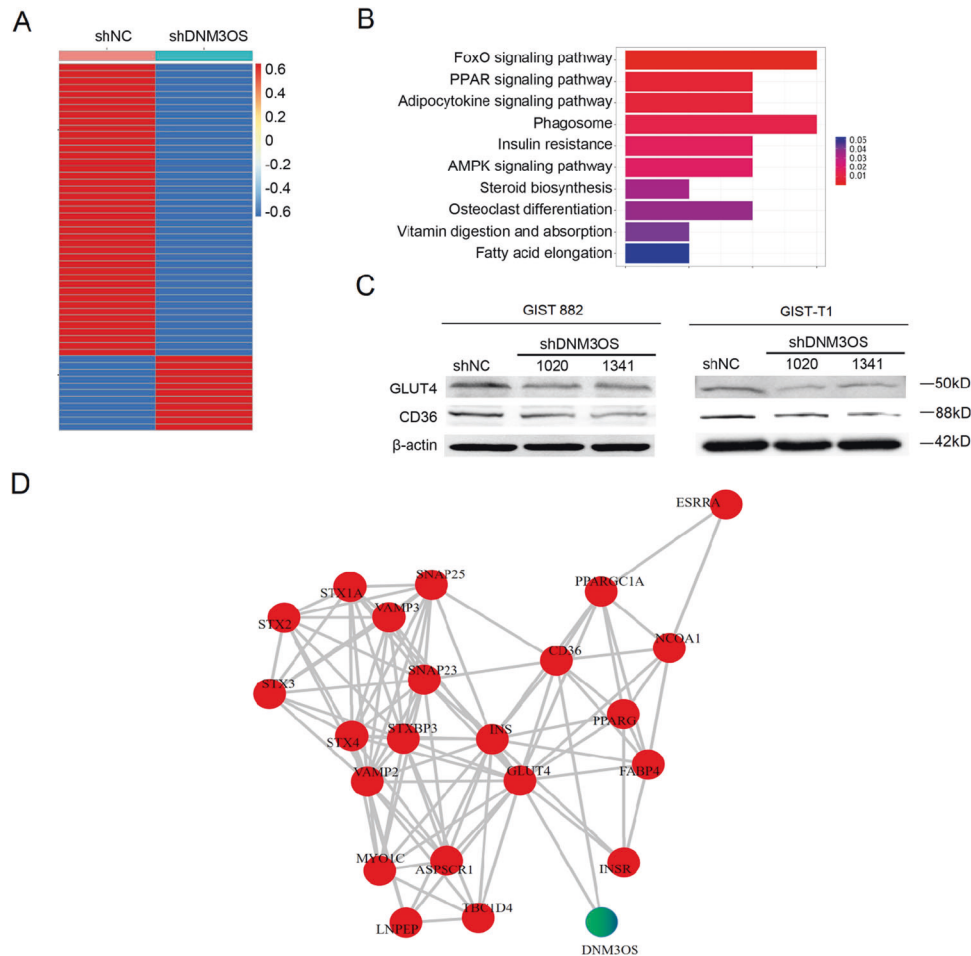 A
shNC shDNM3OS
0.6
0.4
0.2
0
-0.2
-0.4
-0.6
B
FoxO signaling pathway
PPAR signaling pathway
Adipocytokine signaling pathway
Phagosome
Insulin resistance
AMPK signaling pathway
Steroid biosynthesis
Osteoclast differentiation
Vitamin digestion and absorption
Fatty acid elongation
0.05
0.04
0.03
0.02
0.01
C
GIST 882 GIST-T1
shDNM3OS shDNM3OS
shNC 1020 1341 shNC 1020 1341
GLUT4 —50kD
CD36 —88kD
β-actin —42kD
D
ESRRA
SNAP25
PPARGC1A
STX1A
VAMP3
STX2
NCOA1
CD36
SNAP23
STX3
PPARG
STXBP3
INS
STX4
VAMP2
GLUT4
FABP4
MYO1C
ASPSCR1
INSR
TBC1D4
LNPEP
DNM3OS